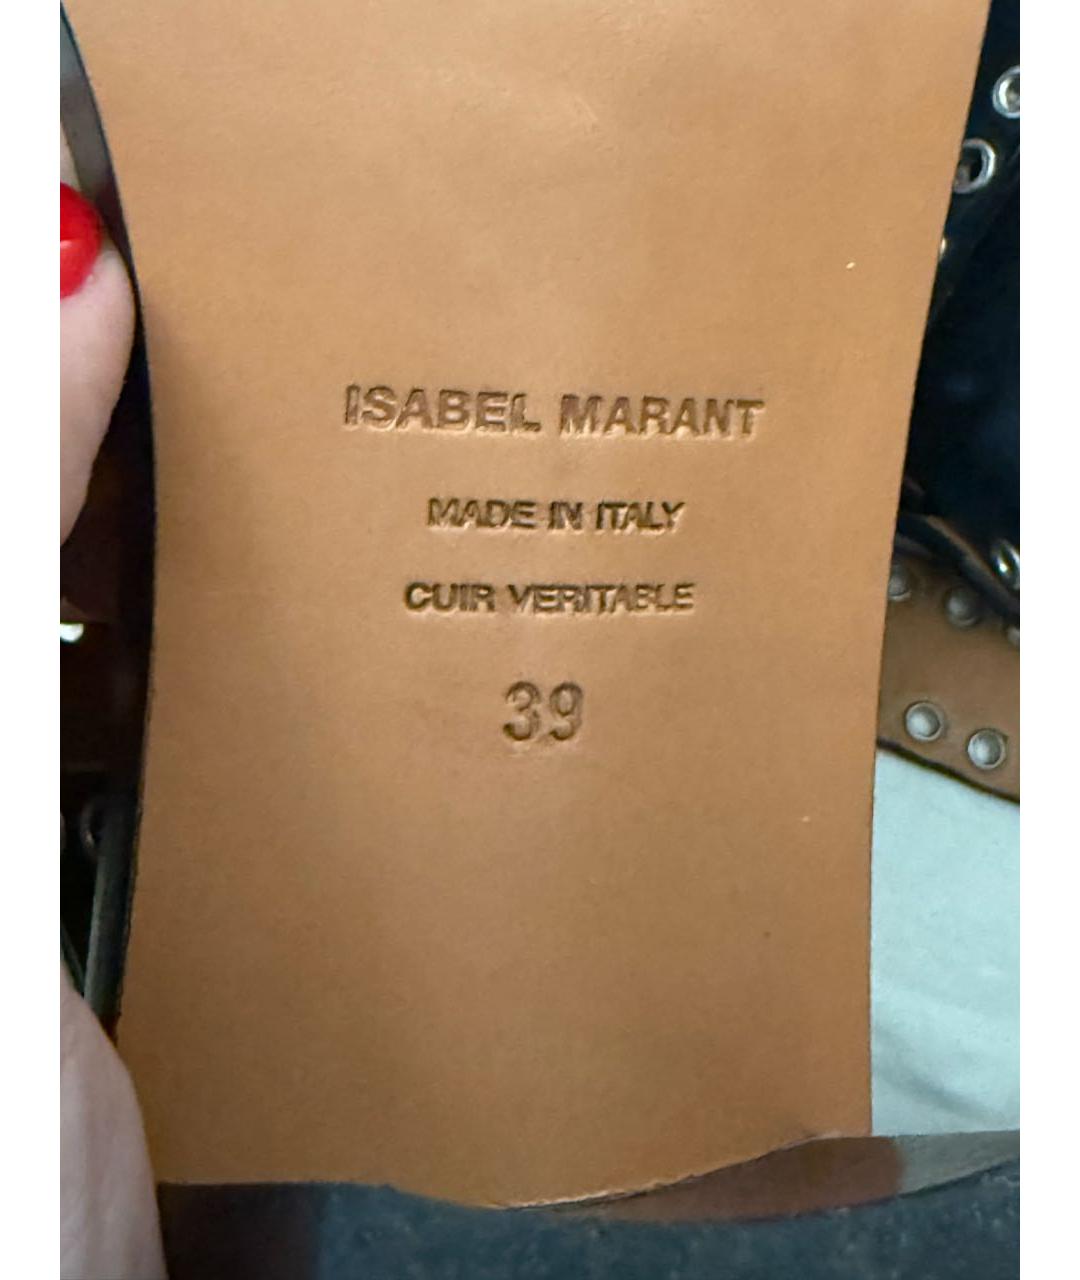 ISABEL MARANT
MADE IN ITALY
CUIR VERITABLE
39